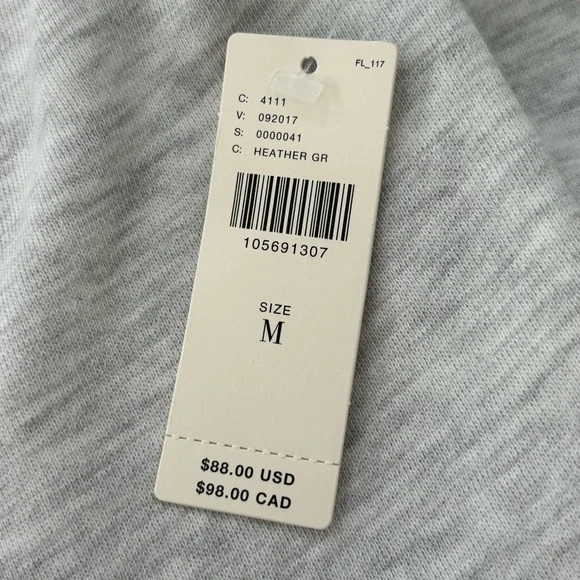 FL_117
C: 4111
V: 092017
S: 0000041
C: HEATHER GR
105691307
SIZE
M
$88.00 USD
$98.00 CAD